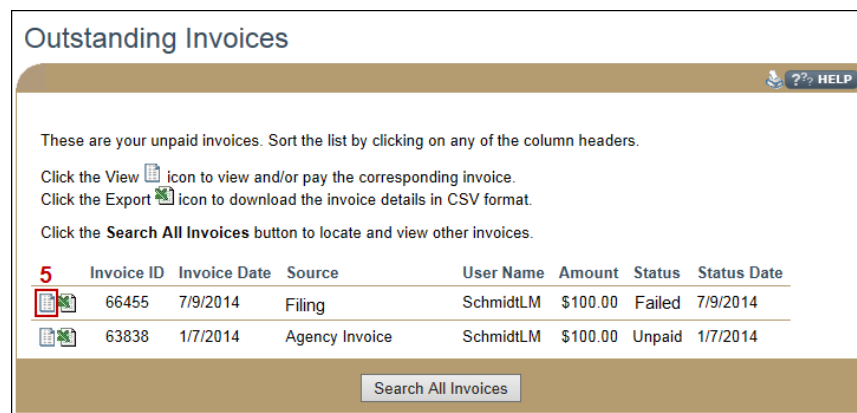 Outstanding Invoices
??? HELP
These are your unpaid invoices. Sort the list by clicking on any of the column headers.
Click the View icon to view and/or pay the corresponding invoice.
Click the Export icon to download the invoice details in CSV format.
Click the Search All Invoices button to locate and view other invoices.
5 Invoice ID Invoice Date Source User Name Amount Status Status Date
66455 7/9/2014 Filing SchmidtLM $100.00 Failed 7/9/2014
63838 1/7/2014 Agency Invoice SchmidtLM $100.00 Unpaid 1/7/2014
Search All Invoices